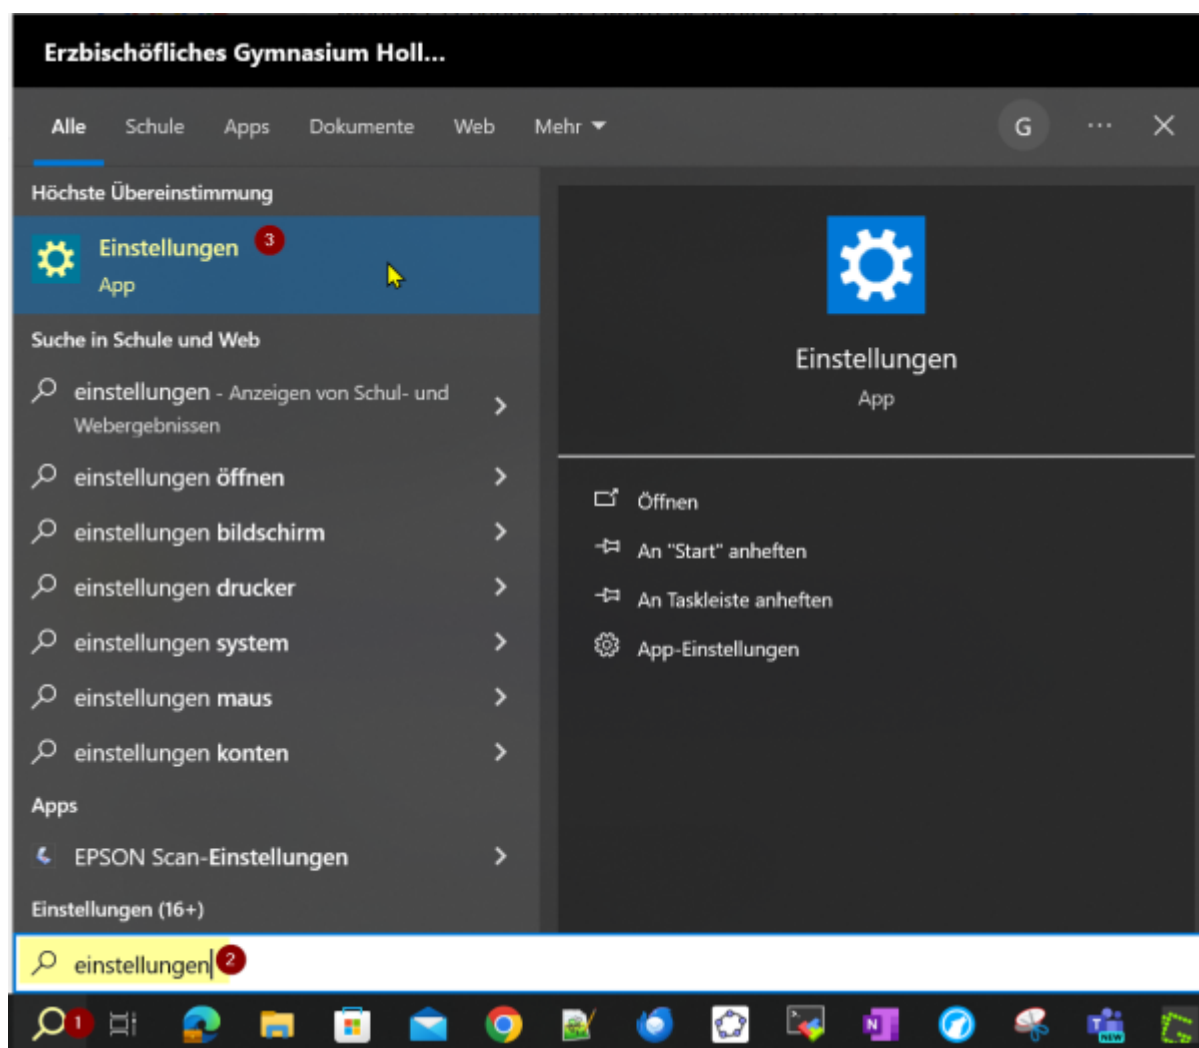 Erzbischöfliches Gymnasium Holl...
Alle Schule Apps Dokumente Web Mehr
G ...
Höchste Übereinstimmung
Einstellungen 3
App
Suche in Schule und Web
einstellungen - Anzeigen von Schul- und
Webergebnissen
einstellungen öffnen
einstellungen bildschirm
einstellungen drucker
einstellungen system
einstellungen maus
einstellungen konten
Apps
EPSON Scan-Einstellungen
Einstellungen (16+)
Einstellungen
App
Öffnen
An "Start" anheften
An Taskleiste anheften
App-Einstellungen
einstellungen 2
1 N T NEW